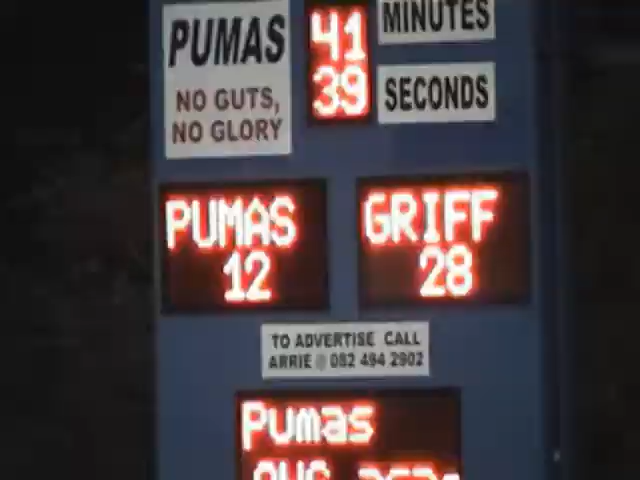 PUMAS
NO GUTS,
NO GLORY
41
MINUTES
39
SECONDS
PUMAS
12
GRIFF
28
TO ADVERTISE CALL
ARRIE @ 082 494 2902
Pumas